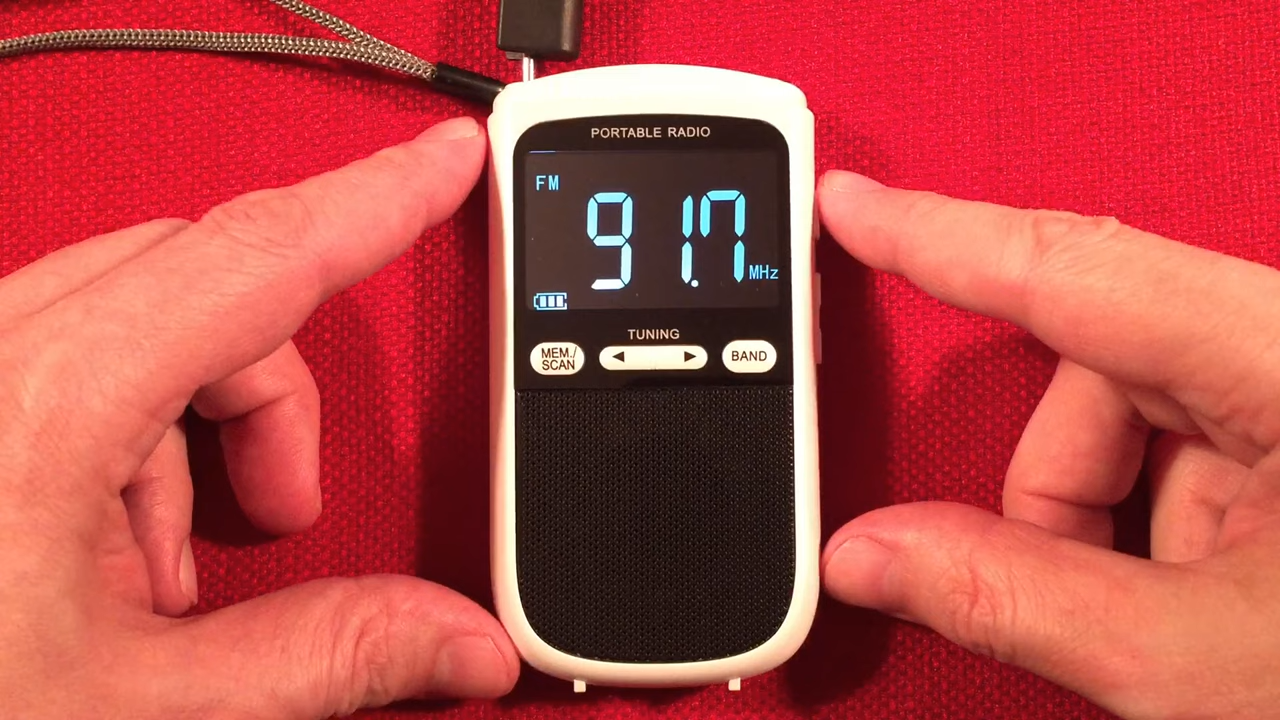 PORTABLE RADIO
FM
91.7 MHz
TUNING
MEM./
SCAN
◄ ►
BAND